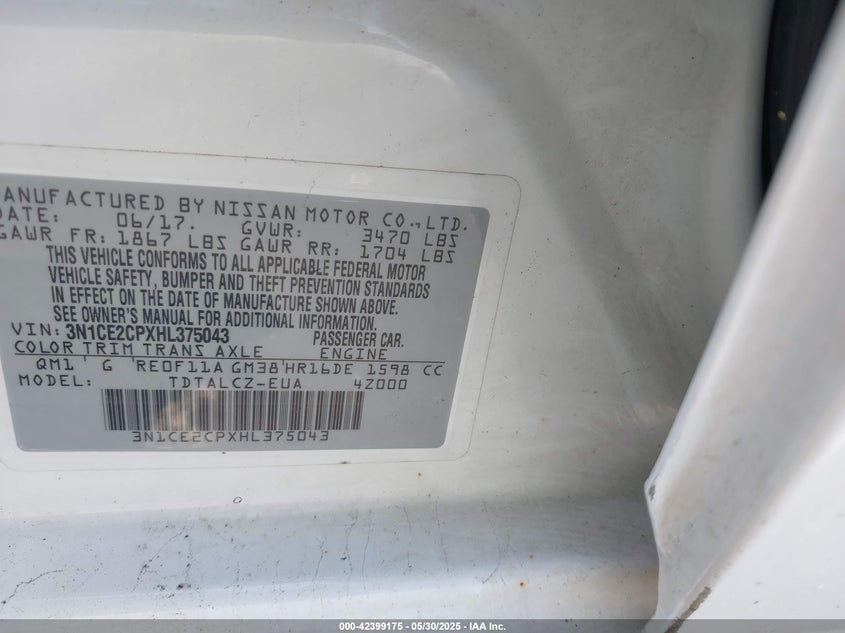 MANUFACTURED BY NISSAN MOTOR CO., LTD.
DATE: 06/17. GVWR: 3470 LBS
GAWR FR: 1867 LBS GAWR RR: 1704 LBS
THIS VEHICLE CONFORMS TO ALL APPLICABLE FEDERAL MOTOR
VEHICLE SAFETY, BUMPER AND THEFT PREVENTION STANDARDS
IN EFFECT ON THE DATE OF MANUFACTURE SHOWN ABOVE.
SEE OWNER'S MANUAL FOR ADDITIONAL INFORMATION.
VIN: 3N1CE2CPXHL375043 PASSENGER CAR.
COLOR TRIM TRANS AXLE ENGINE
QM1 ' G 'RE0F11A GM38'HR16DE 1598 CC
MODEL: TDTALCZ-EUA 4Z000
3N1CE2CPXHL375043
000-42399175 — 05/30/2025 — IAA Inc.